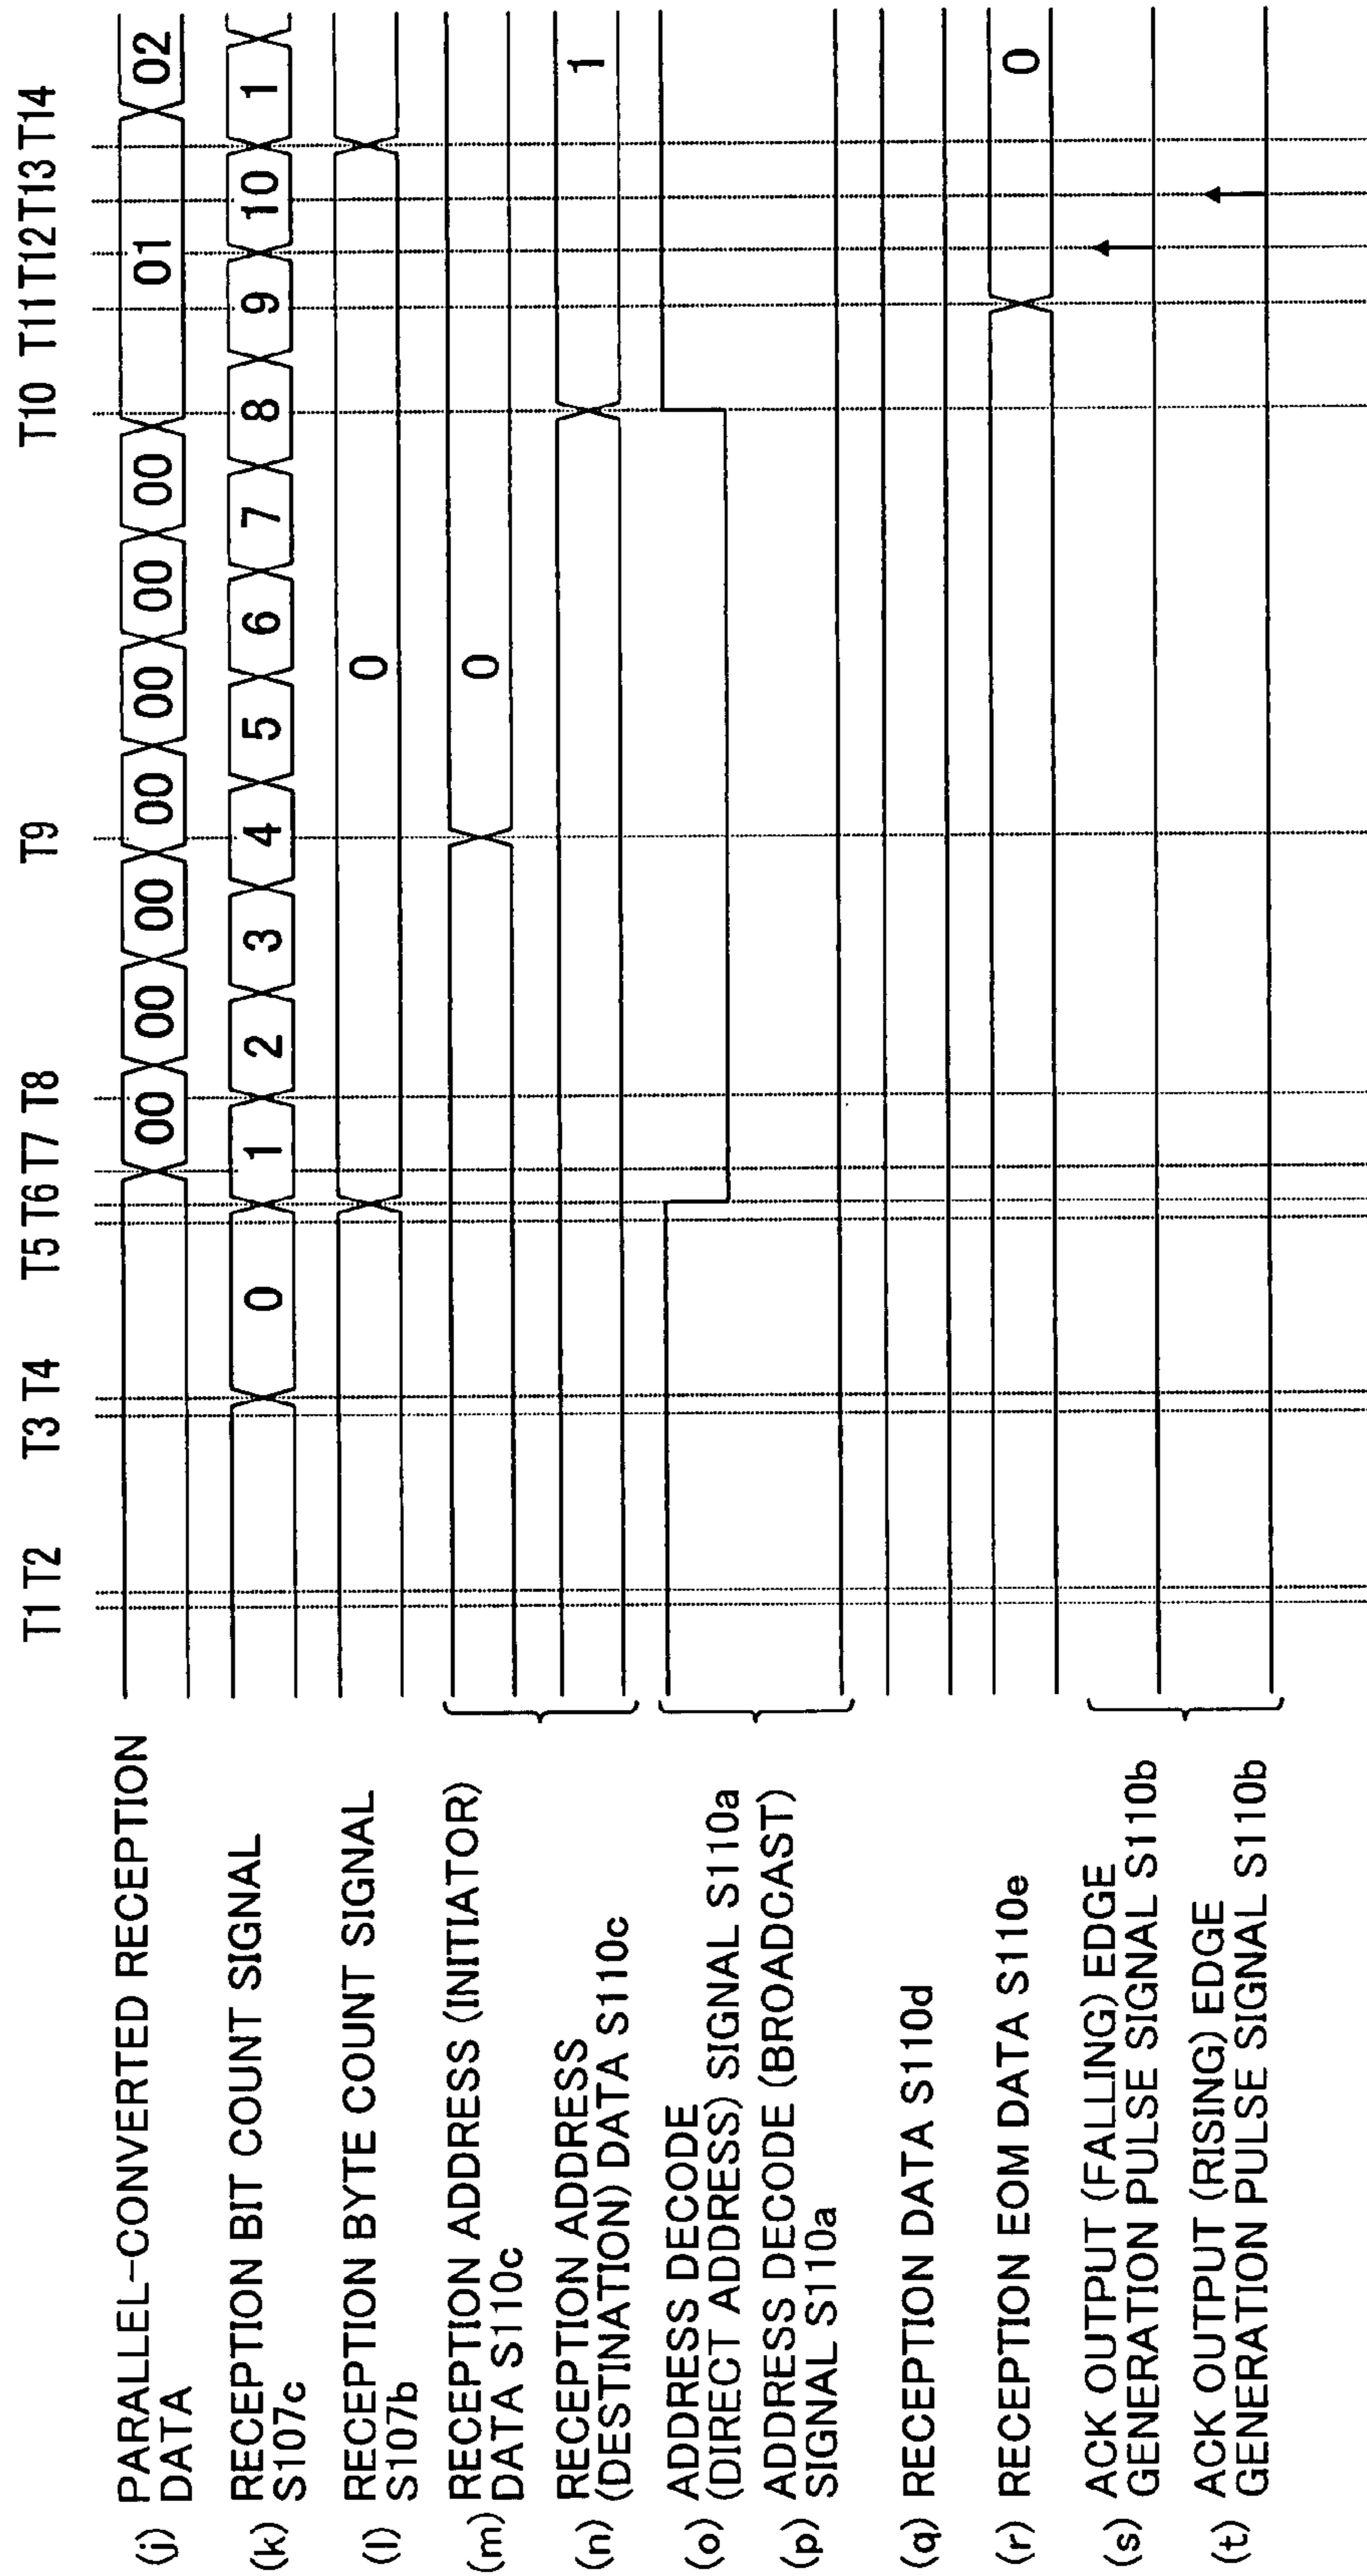 T1 T2 T3 T4 T5 T6 T7 T8 T9 T10 T11 T12 T13 T14
(j) PARALLEL-CONVERTED RECEPTION
DATA
00 00 00 00 00 00 00 01 02
(k) RECEPTION BIT COUNT SIGNAL
S107c
0 1 2 3 4 5 6 7 8 9 10 1
(l) RECEPTION BYTE COUNT SIGNAL
S107b
0
(m) RECEPTION ADDRESS (INITIATOR)
DATA S110c
0
(n) RECEPTION ADDRESS
(DESTINATION) DATA S110c
1
(o) ADDRESS DECODE
(DIRECT ADDRESS) SIGNAL S110a
(p) ADDRESS DECODE (BROADCAST)
SIGNAL S110a
(q) RECEPTION DATA S110d
(r) RECEPTION EOM DATA S110e
0
(s) ACK OUTPUT (FALLING) EDGE
GENERATION PULSE SIGNAL S110b
(t) ACK OUTPUT (RISING) EDGE
GENERATION PULSE SIGNAL S110b